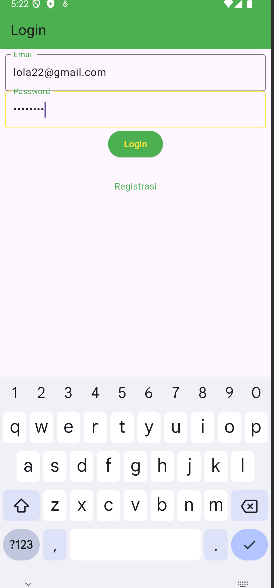 5:22
Login
Email
lola22@gmail.com
Password
••••••••
Login
Registrasi
1 2 3 4 5 6 7 8 9 0
q w e r t y u i o p
a s d f g h j k l
z x c v b n m
?123 , .